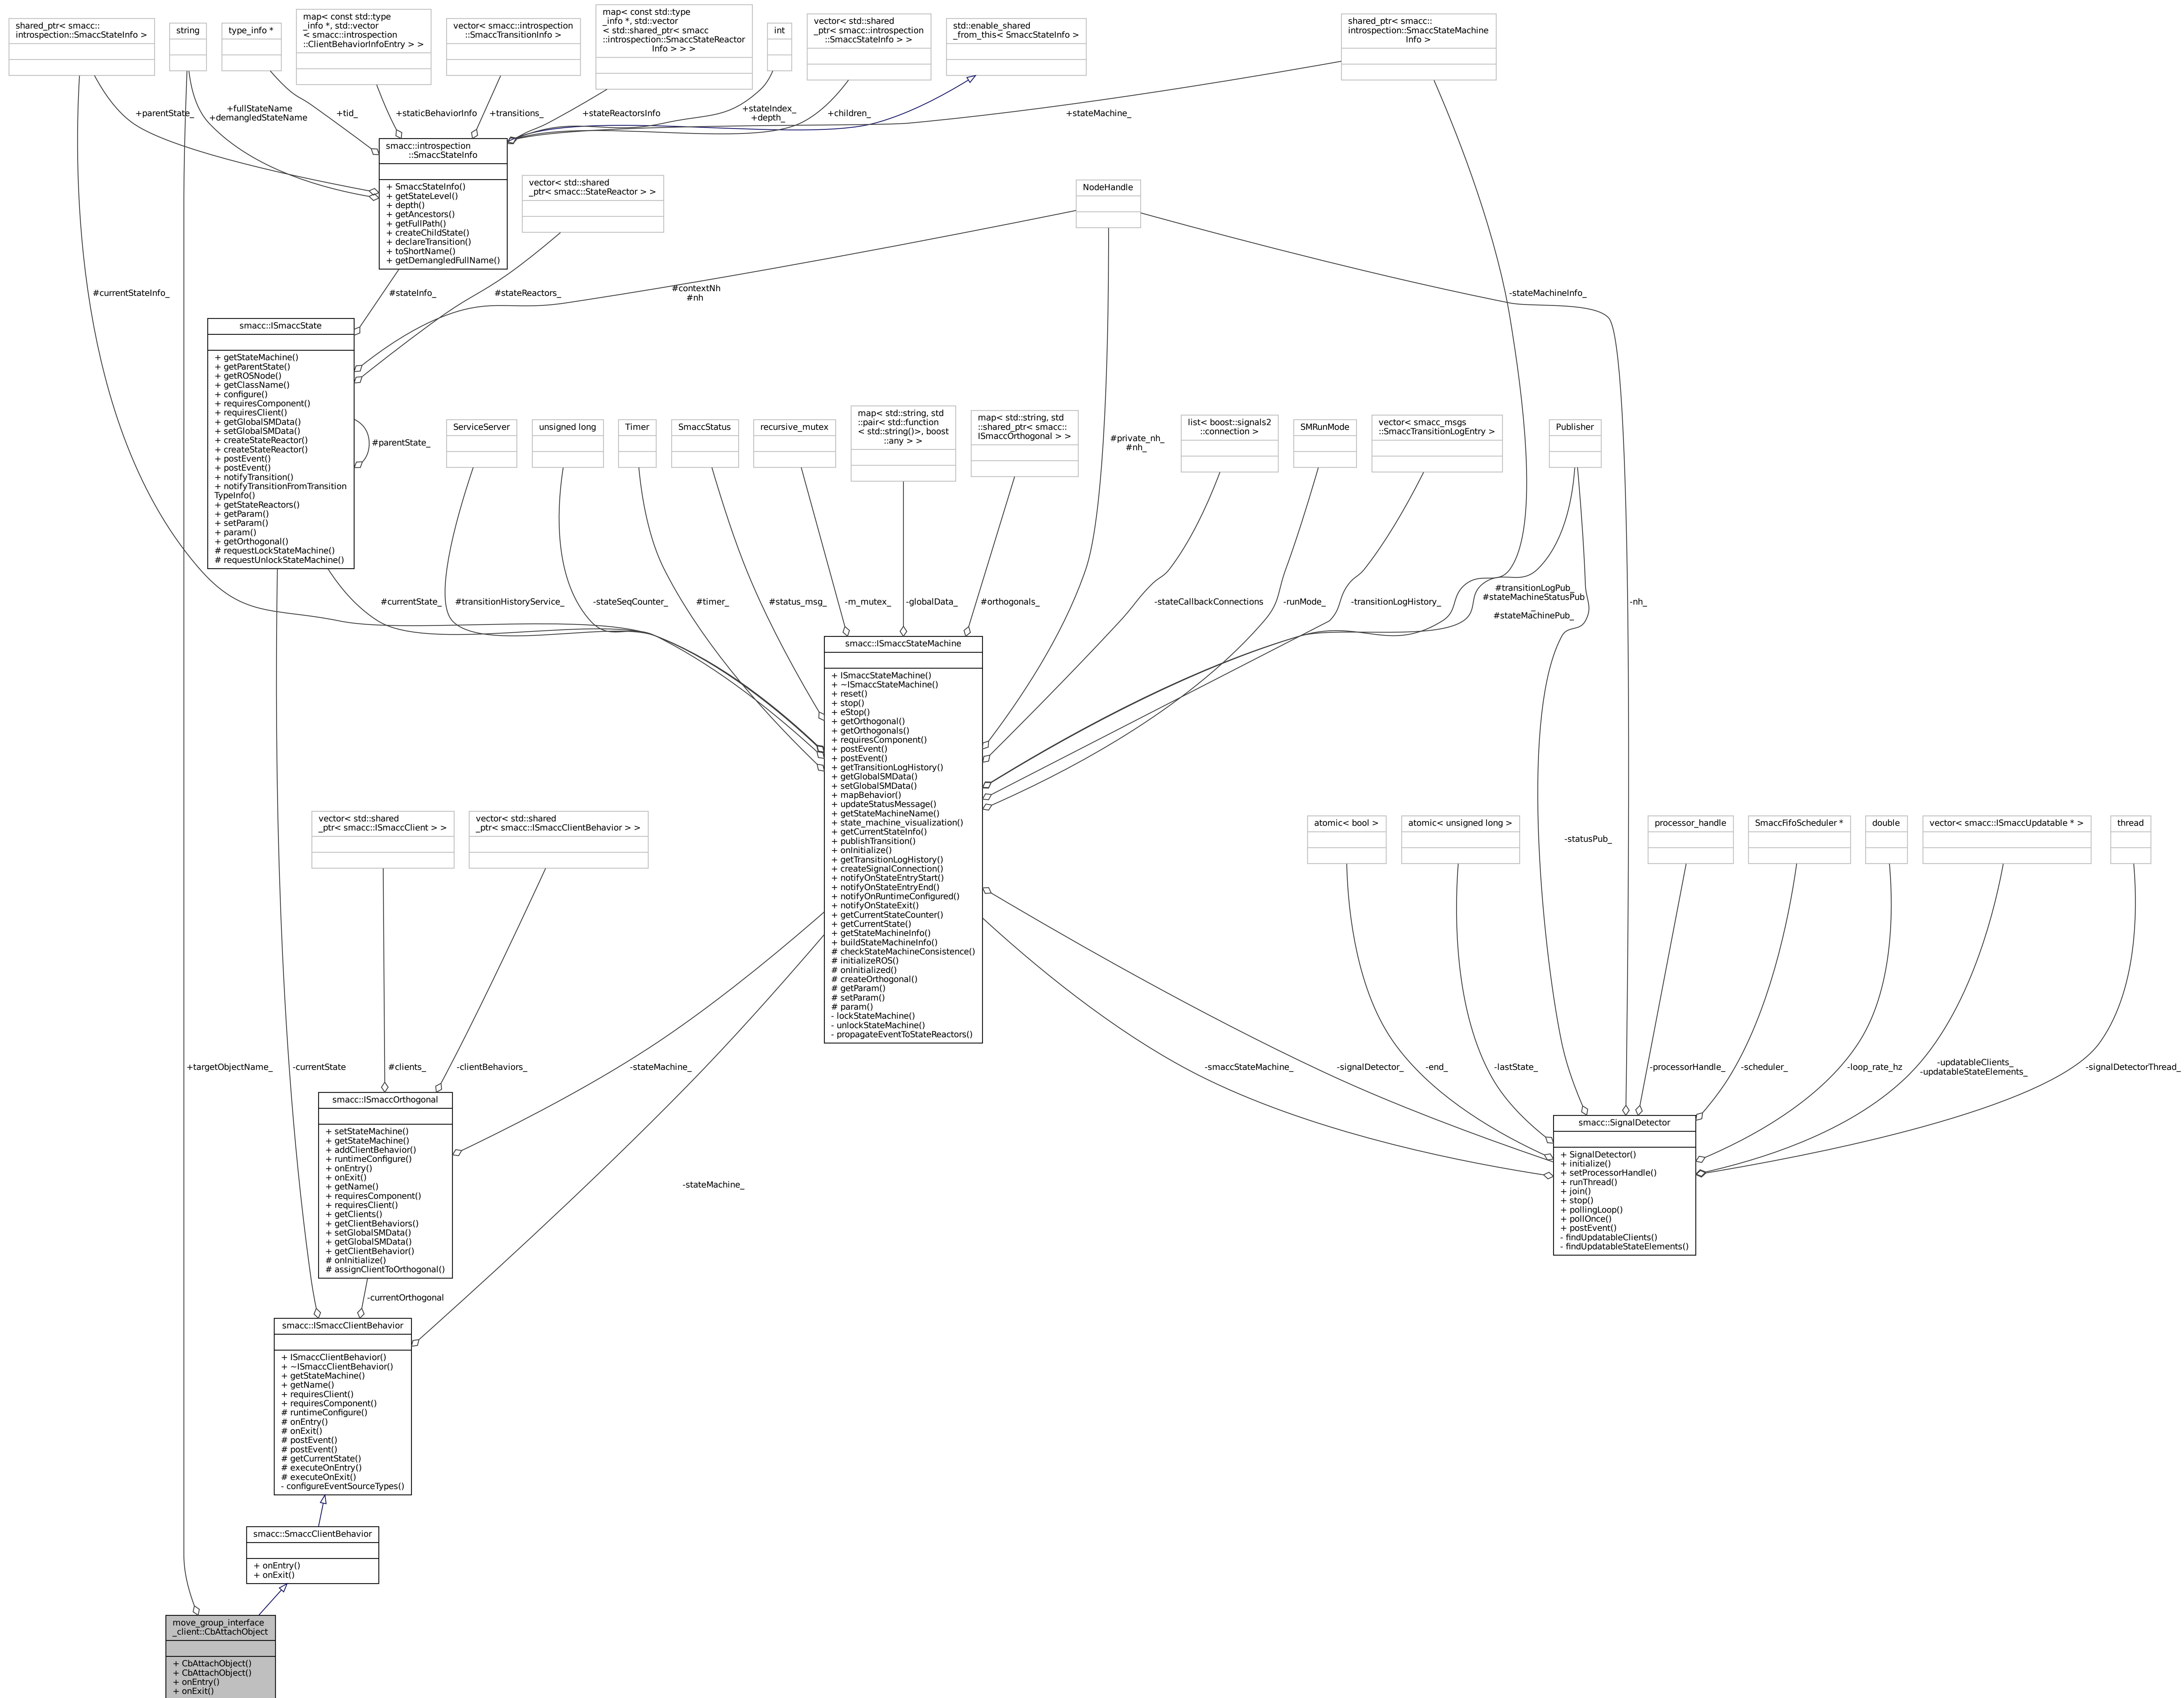 shared_ptr< smacc::
introspection::SmaccStateInfo >
string
type_info *
map< const std::type
_info *, std::vector
< smacc::introspection
::ClientBehaviorInfoEntry > >
vector< smacc::introspection
::SmaccTransitionInfo >
map< const std::type
_info *, std::vector
< std::shared_ptr< smacc
::introspection::SmaccStateReactor
Info > > >
int
vector< std::shared
_ptr< smacc::introspection
::SmaccStateInfo > >
std::enable_shared
_from_this< SmaccStateInfo >
shared_ptr< smacc::
introspection::SmaccStateMachine
Info >
+parentState_
+fullStateName
+demangledStateName
+tid_
+staticBehaviorInfo
+transitions_
+stateReactorsInfo
+stateIndex_
+depth_
+children_
+stateMachine_
smacc::introspection
::SmaccStateInfo
+ SmaccStateInfo()
+ getStateLevel()
+ depth()
+ getAncestors()
+ getFullPath()
+ createChildState()
+ declareTransition()
+ toShortName()
+ getDemangledFullName()
vector< std::shared
_ptr< smacc::StateReactor > >
NodeHandle
#currentStateInfo_
#stateInfo_
#stateReactors_
#contextNh
#nh
-stateMachineInfo_
smacc::ISmaccState
+ getStateMachine()
+ getParentState()
+ getROSNode()
+ getClassName()
+ configure()
+ requiresComponent()
+ requiresClient()
+ getGlobalSMData()
+ setGlobalSMData()
+ createStateReactor()
+ createStateReactor()
+ postEvent()
+ postEvent()
+ notifyTransition()
+ notifyTransitionFromTransition
TypeInfo()
+ getStateReactors()
+ getParam()
+ setParam()
+ param()
+ getOrthogonal()
# requestLockStateMachine()
# requestUnlockStateMachine()
#parentState_
ServiceServer
unsigned long
Timer
SmaccStatus
recursive_mutex
map< std::string, std
::pair< std::function
< std::string()>, boost
::any > >
map< std::string, std
::shared_ptr< smacc::
ISmaccOrthogonal > >
#private_nh_
#nh_
list< boost::signals2
::connection >
SMRunMode
vector< smacc_msgs
::SmaccTransitionLogEntry >
Publisher
#currentState_
#transitionHistoryService_
-stateSeqCounter_
#timer_
#status_msg_
-m_mutex_
-globalData_
#orthogonals_
-stateCallbackConnections
-runMode_
-transitionLogHistory_
#transitionLogPub_
#stateMachineStatusPub
_
#stateMachinePub_
-nh_
smacc::ISmaccStateMachine
+ ISmaccStateMachine()
+ ~ISmaccStateMachine()
+ reset()
+ stop()
+ eStop()
+ getOrthogonal()
+ getOrthogonals()
+ requiresComponent()
+ postEvent()
+ postEvent()
+ getTransitionLogHistory()
+ getGlobalSMData()
+ setGlobalSMData()
+ mapBehavior()
+ updateStatusMessage()
+ getStateMachineName()
+ state_machine_visualization()
+ getCurrentStateInfo()
+ publishTransition()
+ onInitialize()
+ getTransitionLogHistory()
+ createSignalConnection()
+ notifyOnStateEntryStart()
+ notifyOnStateEntryEnd()
+ notifyOnRuntimeConfigured()
+ notifyOnStateExit()
+ getCurrentStateCounter()
+ getCurrentState()
+ getStateMachineInfo()
+ buildStateMachineInfo()
# checkStateMachineConsistence()
# initializeROS()
# onInitialized()
# createOrthogonal()
# getParam()
# setParam()
# param()
- lockStateMachine()
- unlockStateMachine()
- propagateEventToStateReactors()
vector< std::shared
_ptr< smacc::ISmaccClient > >
vector< std::shared
_ptr< smacc::ISmaccClientBehavior > >
-statusPub_
atomic< bool >
atomic< unsigned long >
processor_handle
SmaccFifoScheduler *
double
vector< smacc::ISmaccUpdatable * >
thread
+targetObjectName_
-currentState
#clients_
-clientBehaviors_
-stateMachine_
-smaccStateMachine_
-signalDetector_
-end_
-lastState_
-processorHandle_
-scheduler_
-loop_rate_hz
-updatableClients_
-updatableStateElements_
-signalDetectorThread_
smacc::ISmaccOrthogonal
+ setStateMachine()
+ getStateMachine()
+ addClientBehavior()
+ runtimeConfigure()
+ onEntry()
+ onExit()
+ getName()
+ requiresComponent()
+ requiresClient()
+ getClients()
+ getClientBehaviors()
+ setGlobalSMData()
+ getGlobalSMData()
+ getClientBehavior()
# onInitialize()
# assignClientToOrthogonal()
-stateMachine_
smacc::SignalDetector
+ SignalDetector()
+ initialize()
+ setProcessorHandle()
+ runThread()
+ join()
+ stop()
+ pollingLoop()
+ pollOnce()
+ postEvent()
- findUpdatableClients()
- findUpdatableStateElements()
-currentOrthogonal
smacc::ISmaccClientBehavior
+ ISmaccClientBehavior()
+ ~ISmaccClientBehavior()
+ getStateMachine()
+ getName()
+ requiresClient()
+ requiresComponent()
# runtimeConfigure()
# onEntry()
# onExit()
# postEvent()
# postEvent()
# getCurrentState()
# executeOnEntry()
# executeOnExit()
- configureEventSourceTypes()
smacc::SmaccClientBehavior
+ onEntry()
+ onExit()
move_group_interface
_client::CbAttachObject
+ CbAttachObject()
+ CbAttachObject()
+ onEntry()
+ onExit()